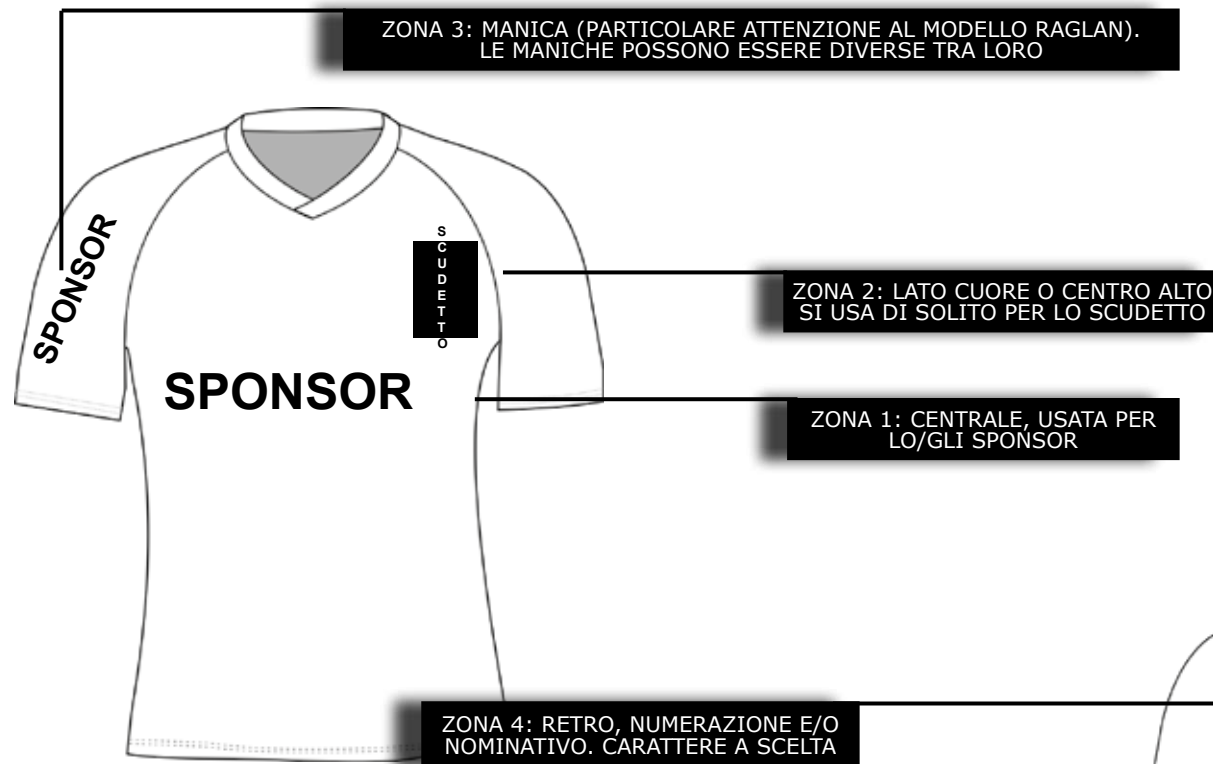 ZONA 3: MANICA (PARTICOLARE ATTENZIONE AL MODELLO RAGLAN).
LE MANICHE POSSONO ESSERE DIVERSE TRA LORO
SPONSOR
SCUDETTO
ZONA 2: LATO CUORE O CENTRO ALTO
SI USA DI SOLITO PER LO SCUDETTO
SPONSOR
ZONA 1: CENTRALE, USATA PER
LO/GLI SPONSOR
ZONA 4: RETRO, NUMERAZIONE E/O
NOMINATIVO. CARATTERE A SCELTA